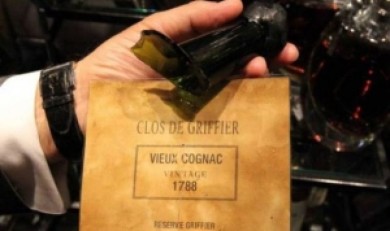 CLOS DE GRIFFIER
VIEUX COGNAC
VINTAGE
1788
RESERVE GRIFFIER